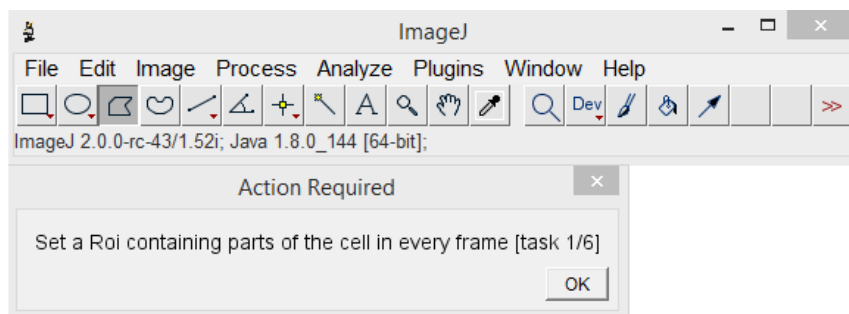 ImageJ
File Edit Image Process Analyze Plugins Window Help
A Dev >>
ImageJ 2.0.0-rc-43/1.52i; Java 1.8.0_144 [64-bit];
Action Required
Set a Roi containing parts of the cell in every frame [task 1/6]
OK